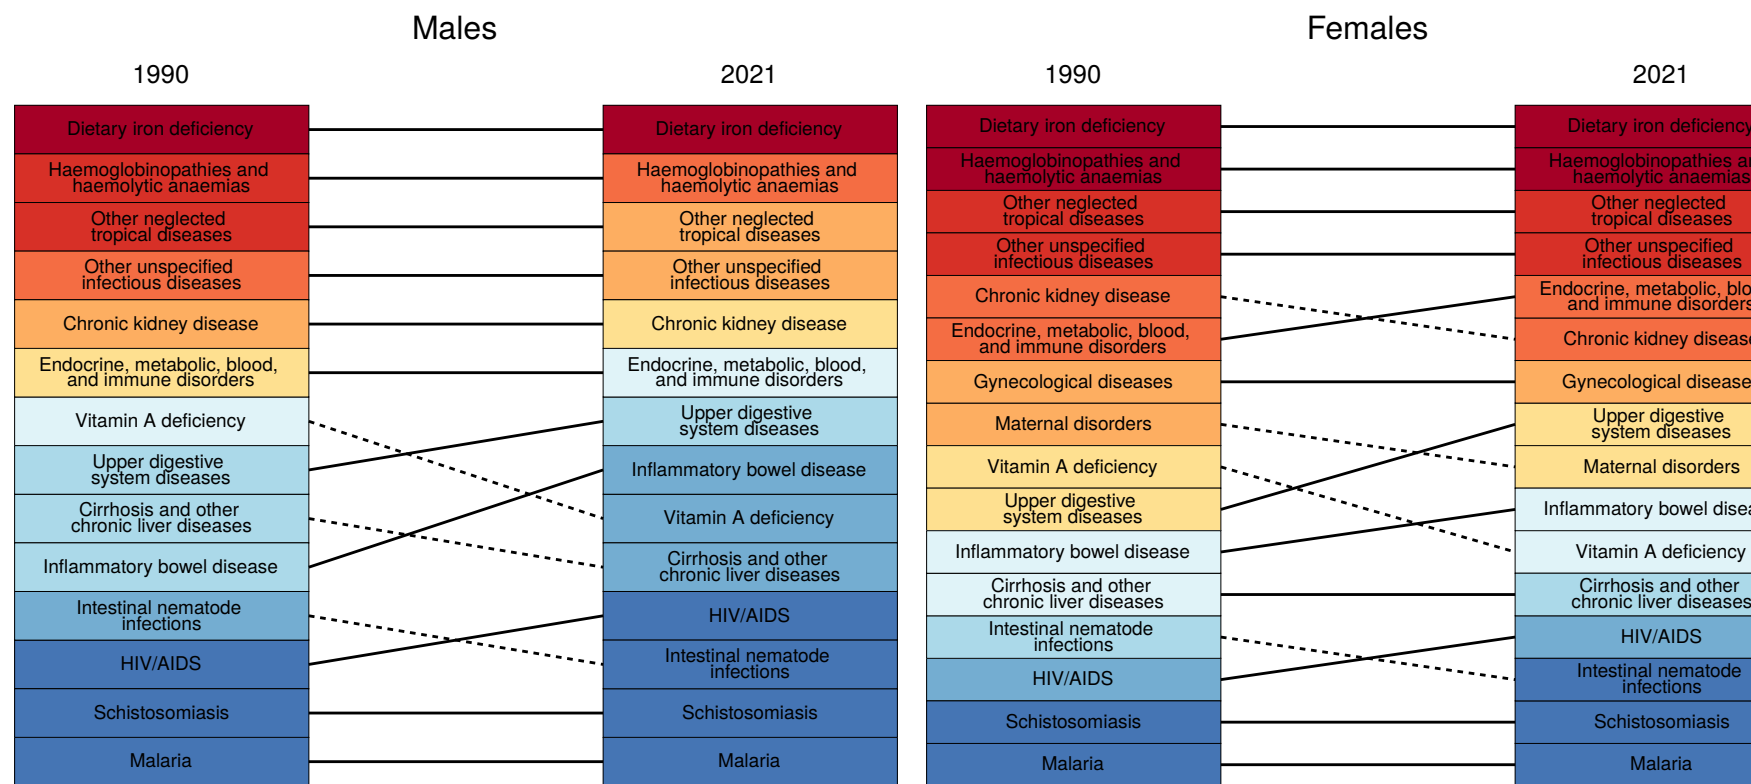 Males
1990
2021
Dietary iron deficiency
Haemoglobinopathies and
haemolytic anaemias
Other neglected
tropical diseases
Other unspecified
infectious diseases
Chronic kidney disease
Endocrine, metabolic, blood,
and immune disorders
Vitamin A deficiency
Upper digestive
system diseases
Cirrhosis and other
chronic liver diseases
Inflammatory bowel disease
Intestinal nematode
infections
HIV/AIDS
Schistosomiasis
Malaria
Dietary iron deficiency
Haemoglobinopathies and
haemolytic anaemias
Other neglected
tropical diseases
Other unspecified
infectious diseases
Chronic kidney disease
Endocrine, metabolic, blood,
and immune disorders
Upper digestive
system diseases
Inflammatory bowel disease
Vitamin A deficiency
Cirrhosis and other
chronic liver diseases
HIV/AIDS
Intestinal nematode
infections
Schistosomiasis
Malaria
Females
1990
2021
Dietary iron deficiency
Haemoglobinopathies and
haemolytic anaemias
Other neglected
tropical diseases
Other unspecified
infectious diseases
Chronic kidney disease
Endocrine, metabolic, blood,
and immune disorders
Gynecological diseases
Maternal disorders
Vitamin A deficiency
Upper digestive
system diseases
Inflammatory bowel disease
Cirrhosis and other
chronic liver diseases
Intestinal nematode
infections
HIV/AIDS
Schistosomiasis
Malaria
Dietary iron deficiency
Haemoglobinopathies
haemolytic anaemias
Other neglected
tropical diseases
Other unspecified
infectious diseases
Endocrine, metabolic,
and immune disorders
Chronic kidney disease
Gynecological disease
Upper digestive
system diseases
Maternal disorders
Inflammatory bowel
Vitamin A deficiency
Cirrhosis and other
chronic liver diseases
HIV/AIDS
Intestinal nematode
infections
Schistosomiasis
Malaria